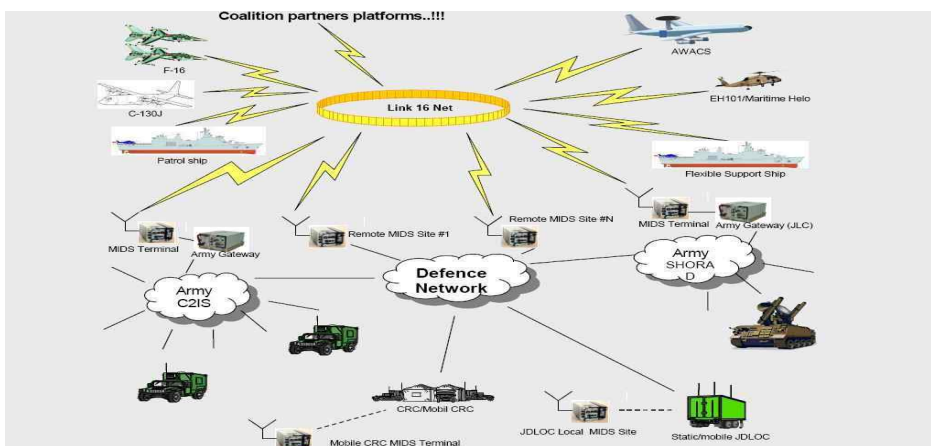 Coalition partners platforms..!!!
F-16
AWACS
C-130J
Link 16 Net
EH101/Maritime Helo
Patrol ship
Flexible Support Ship
MIDS Terminal
Army Gateway
Remote MIDS Site #1
Remote MIDS Site #N
MIDS Terminal
Army Gateway (JLC)
Army
C2IS
Defence
Network
Army
SHORA
D
CRC/Mobil CRC
Mobile CRC MIDS Terminal
JDLOC Local MIDS Site
Static/mobile JDLOC